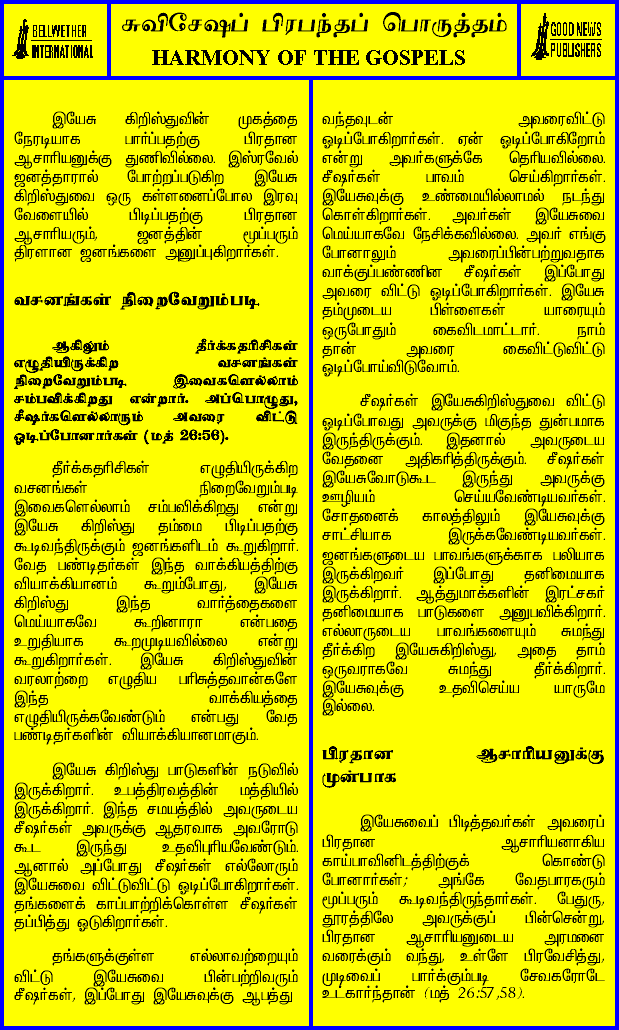 BELLWETHER
INTERNATIONAL
சுவிசேஷப் பிரபந்தப் பொருத்தம்
HARMONY OF THE GOSPELS
GOOD NEWS
PUBLISHERS
இயேசு கிறிஸ்துவின் முகத்தை
நேரடியாக பார்ப்பதற்கு பிரதான
ஆசாரியனுக்கு துணிவில்லை. இஸ்ரவேல்
ஜனத்தாரால் போற்றப்படுகிற இயேசு
கிறிஸ்துவை ஒரு கள்ளனைப்போல இரவு
வேளையில் பிடிப்பதற்கு பிரதான
ஆசாரியரும், ஜனத்தின் மூப்பரும்
திரளான ஜனங்களை அனுப்புகிறார்கள்.
வசனங்கள் நிறைவேறும்படி.
ஆகிலும் தீர்க்கதரிசிகள்
எழுதியிருக்கிற வசனங்கள்
நிறைவேறும்படி இவைகளெல்லாம்
சம்பவிக்கிறது என்றார். அப்பொழுது,
சீஷர்களெல்லாரும் அவரை விட்டு
ஓடிப்போனார்கள் (மத் 26:56).
தீர்க்கதரிசிகள் எழுதியிருக்கிற
வசனங்கள் நிறைவேறும்படி
இவைகளெல்லாம் சம்பவிக்கிறது என்று
இயேசு கிறிஸ்து தம்மை பிடிப்பதற்கு
கூடிவந்திருக்கும் ஜனங்களிடம் கூறுகிறார்.
வேத பண்டிதர்கள் இந்த வாக்கியத்திற்கு
வியாக்கியானம் கூறும்போது, இயேசு
கிறிஸ்து இந்த வார்த்தைகளை
மெய்யாகவே கூறினாரா என்பதை
உறுதியாக கூறமுடியவில்லை என்று
கூறுகிறார்கள். இயேசு கிறிஸ்துவின்
வரலாற்றை எழுதிய பரிசுத்தவான்களே
இந்த வாக்கியத்தை
எழுதியிருக்கவேண்டும் என்பது வேத
பண்டிதர்களின் வியாக்கியானமாகும்.
இயேசு கிறிஸ்து பாடுகளின் நடுவில்
இருக்கிறார். உபத்திரவத்தின் மத்தியில்
இருக்கிறார். இந்த சமயத்தில் அவருடைய
சீஷர்கள் அவருக்கு ஆதரவாக அவரோடு
கூட இருந்து உதவிபுரியவேண்டும்.
ஆனால் அப்போது சீஷர்கள் எல்லோரும்
இயேசுவை விட்டுவிட்டு ஓடிப்போகிறார்கள்.
தங்களைக் காப்பாற்றிக்கொள்ள சீஷர்கள்
தப்பித்து ஓடுகிறார்கள்.
தங்களுக்குள்ள எல்லாவற்றையும்
விட்டு இயேசுவை பின்பற்றிவரும்
சீஷர்கள், இப்போது இயேசுவுக்கு ஆபத்து
வந்தவுடன் அவரைவிட்டு
ஓடிப்போகிறார்கள். ஏன் ஓடிப்போகிறோம்
என்று அவர்களுக்கே தெரியவில்லை.
சீஷர்கள் பாவம் செய்கிறார்கள்.
இயேசுவுக்கு உண்மையில்லாமல் நடந்து
கொள்கிறார்கள். அவர்கள் இயேசுவை
மெய்யாகவே நேசிக்கவில்லை. அவர் எங்கு
போனாலும் அவரைப்பின்பற்றுவதாக
வாக்குப்பண்ணின சீஷர்கள் இப்போது
அவரை விட்டு ஓடிப்போகிறார்கள். இயேசு
தம்முடைய பிள்ளைகள் யாரையும்
ஒருபோதும் கைவிடமாட்டார். நாம்
தான் அவரை கைவிட்டுவிட்டு
ஓடிப்போய்விடுவோம்.
சீஷர்கள் இயேசுகிறிஸ்துவை விட்டு
ஓடிப்போவது அவருக்கு மிகுந்த துன்பமாக
இருந்திருக்கும். இதனால் அவருடைய
வேதனை அதிகரித்திருக்கும். சீஷர்கள்
இயேசுவோடுகூட இருந்து அவருக்கு
ஊழியம் செய்யவேண்டியவர்கள்.
சோதனைக் காலத்திலும் இயேசுவுக்கு
சாட்சியாக இருக்கவேண்டியவர்கள்.
ஜனங்களுடைய பாவங்களுக்காக பலியாக
இருக்கிறவர் இப்போது தனிமையாக
இருக்கிறார். ஆத்துமாக்களின் இரட்சகர்
தனிமையாக பாடுகளை அனுபவிக்கிறார்.
எல்லாருடைய பாவங்களையும் சுமந்து
தீர்க்கிற இயேசுகிறிஸ்து, அதை தாம்
ஒருவராகவே சுமந்து தீர்க்கிறார்.
இயேசுவுக்கு உதவிசெய்ய யாருமே
இல்லை.
பிரதான ஆசாரியனுக்கு
முன்பாக
இயேசுவைப் பிடித்தவர்கள் அவரைப்
பிரதான ஆசாரியனாகிய
காய்பாவினிடத்திற்குக் கொண்டு
போனார்கள்; அங்கே வேதபாரகரும்
மூப்பரும் கூடிவந்திருந்தார்கள். பேதுரு,
தூரத்திலே அவருக்குப் பின்சென்று,
பிரதான ஆசாரியனுடைய அரமனை
வரைக்கும் வந்து, உள்ளே பிரவேசித்து,
முடிவைப் பார்க்கும்படி சேவகரோடே
உட்கார்ந்தான் (மத் 26:57,58).